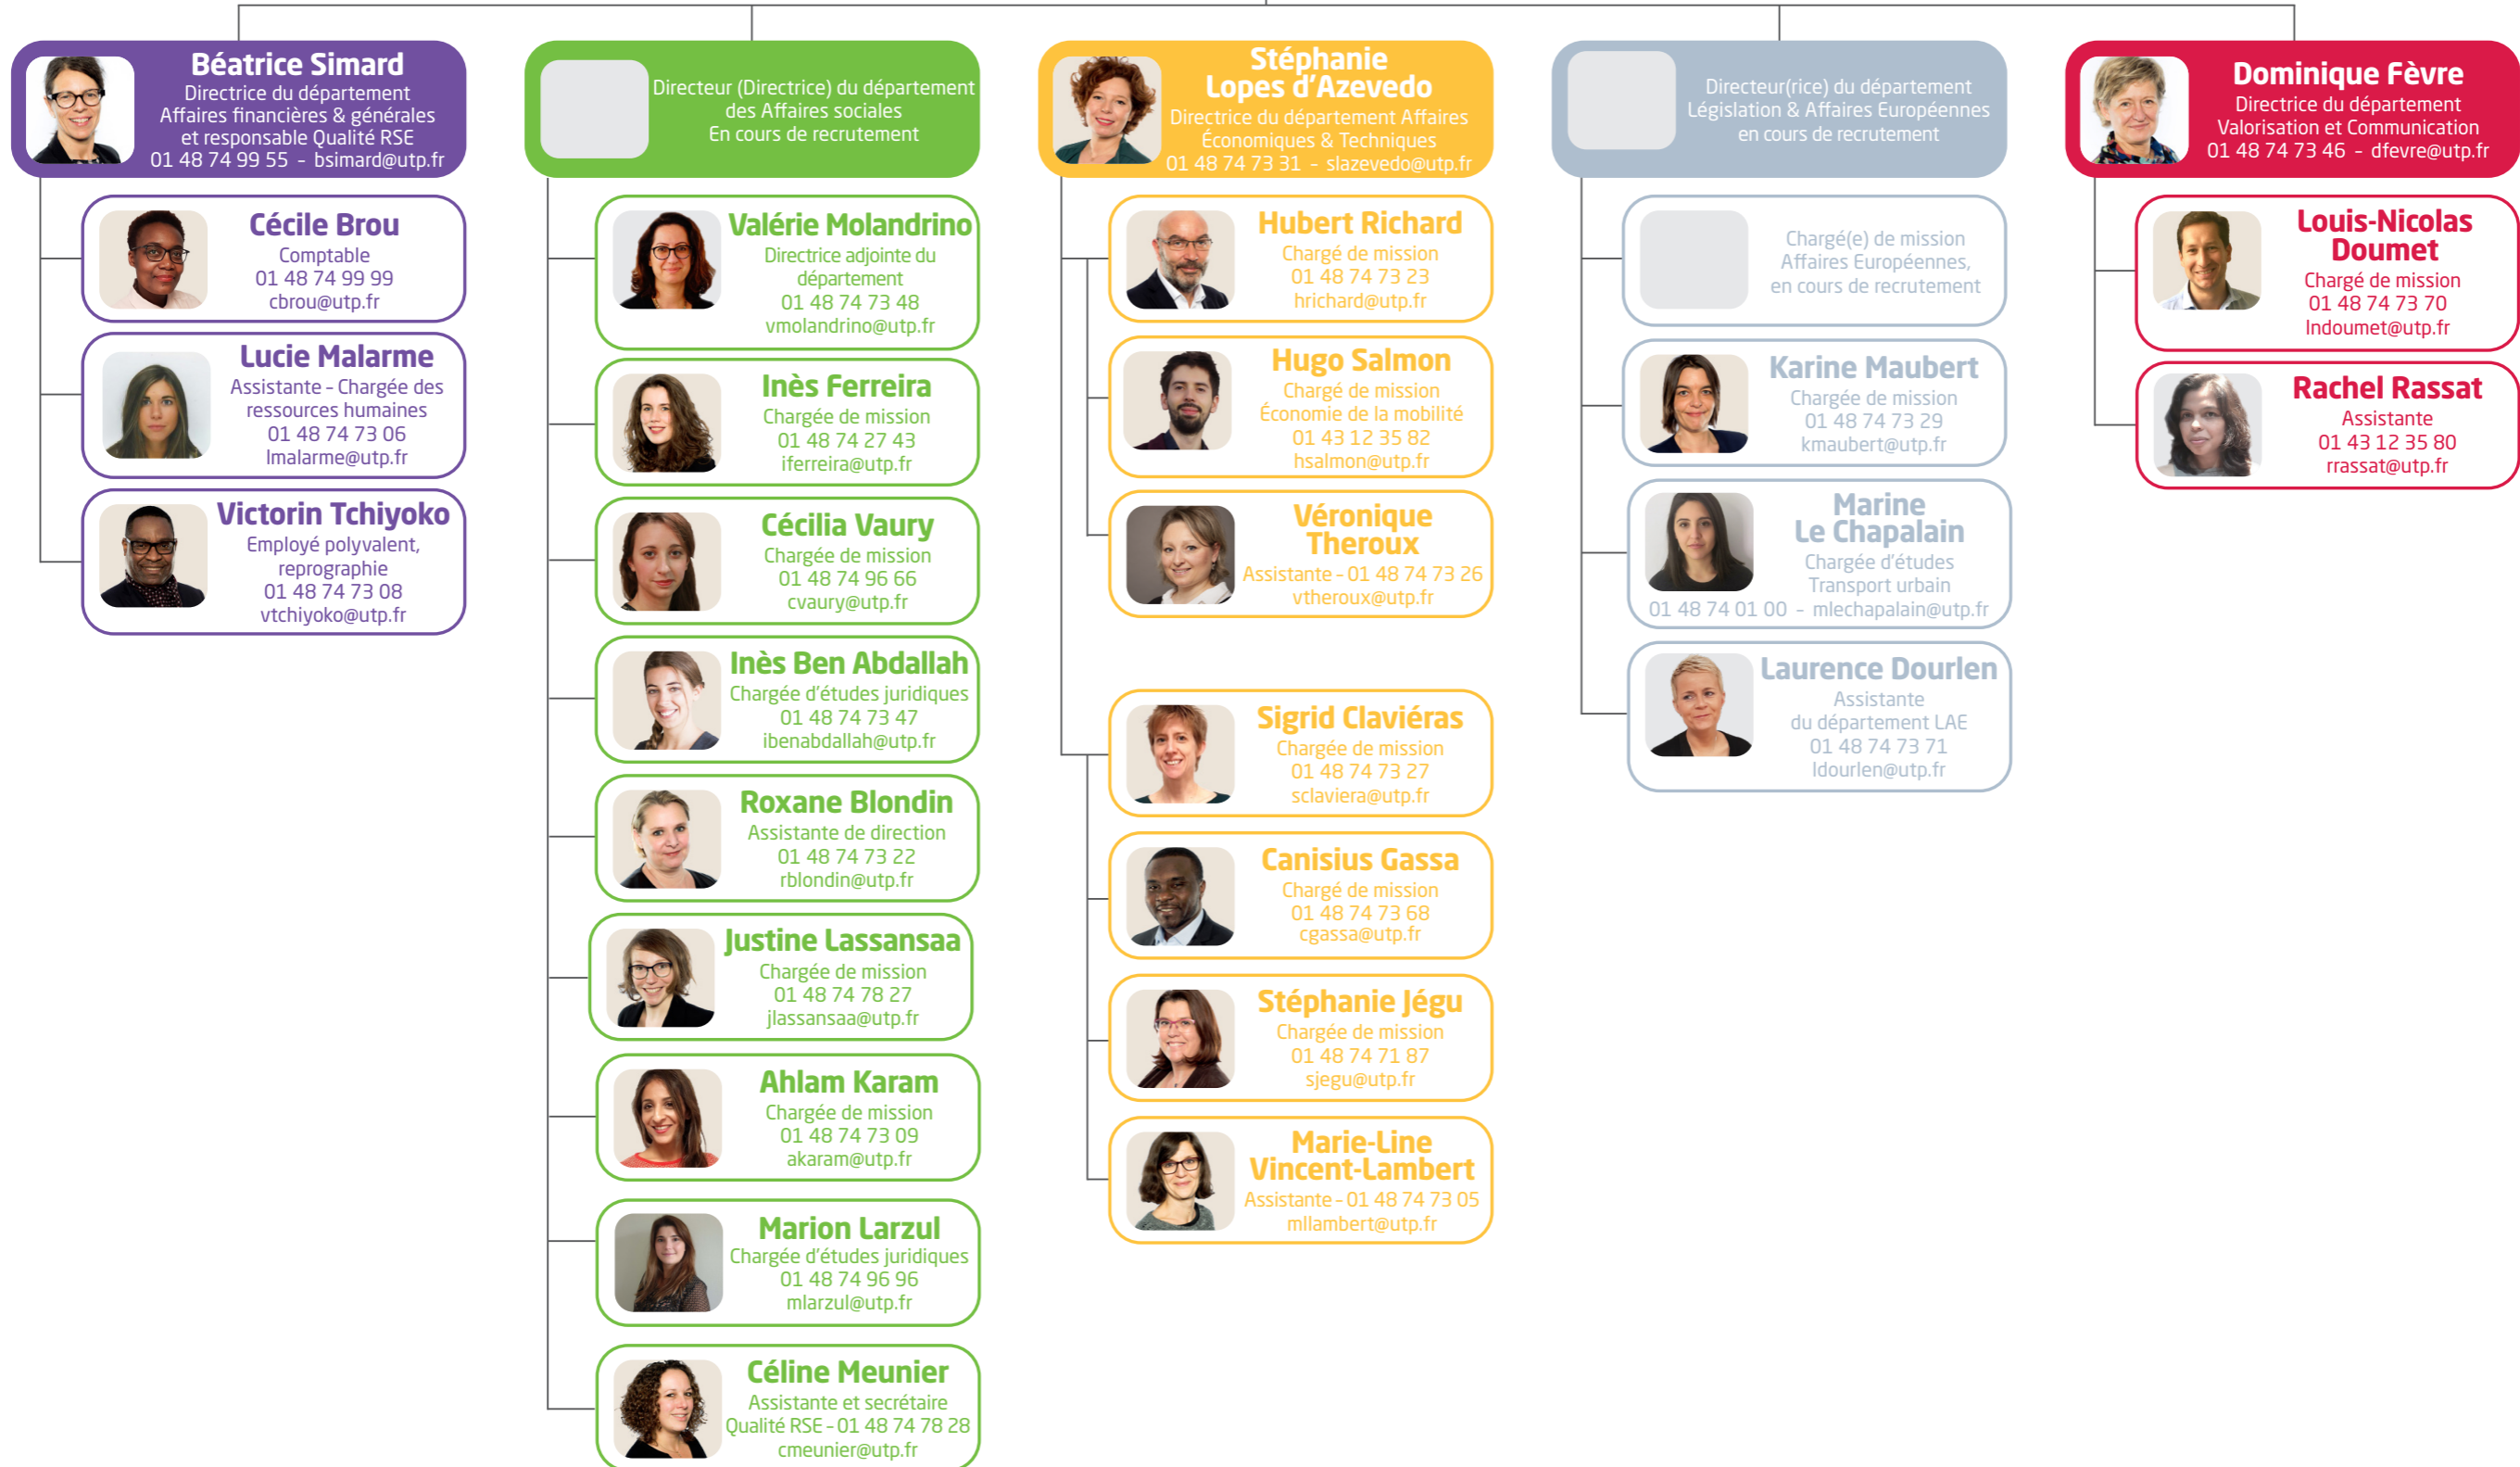 Béatrice Simard
Directrice du département
Affaires financières & générales
et responsable Qualité RSE
01 48 74 99 55 - bsimard@utp.fr
Cécile Brou
Comptable
01 48 74 99 99
cbrou@utp.fr
Lucie Malarme
Assistante – Chargée des
ressources humaines
01 48 74 73 06
lmalarme@utp.fr
Victorin Tchiyoko
Employé polyvalent,
reprographie
01 48 74 73 08
vtchiyoko@utp.fr
Directeur (Directrice) du département
des Affaires sociales
En cours de recrutement
Valérie Molandrino
Directrice adjointe du
département
01 48 74 73 48
vmolandrino@utp.fr
Inès Ferreira
Chargée de mission
01 48 74 27 43
iferreira@utp.fr
Cécilia Vaury
Chargée de mission
01 48 74 96 66
cvaury@utp.fr
Inès Ben Abdallah
Chargée d'études juridiques
01 48 74 73 47
ibenabdallah@utp.fr
Roxane Blondin
Assistante de direction
01 48 74 73 22
rblondin@utp.fr
Justine Lassansaa
Chargée de mission
01 48 74 78 27
jlassansaa@utp.fr
Ahlam Karam
Chargée de mission
01 48 74 73 09
akaram@utp.fr
Marion Larzul
Chargée d'études juridiques
01 48 74 96 96
mlarzul@utp.fr
Céline Meunier
Assistante et secrétaire
Qualité RSE – 01 48 74 78 28
cmeunier@utp.fr
Stéphanie
Lopes d'Azevedo
Directrice du département Affaires
Économiques & Techniques
01 48 74 73 31 - slazevedo@utp.fr
Hubert Richard
Chargé de mission
01 48 74 73 23
hrichard@utp.fr
Hugo Salmon
Chargé de mission
Économie de la mobilité
01 43 12 35 82
hsalmon@utp.fr
Véronique
Theroux
Assistante – 01 48 74 73 26
vtheroux@utp.fr
Sigrid Claviéras
Chargée de mission
01 48 74 73 27
sclaviera@utp.fr
Canisius Gassa
Chargé de mission
01 48 74 73 68
cgassa@utp.fr
Stéphanie Jégu
Chargée de mission
01 48 74 71 87
sjegu@utp.fr
Marie-Line
Vincent-Lambert
Assistante – 01 48 74 73 05
mllambert@utp.fr
Directeur(rice) du département
Législation & Affaires Européennes
en cours de recrutement
Chargé(e) de mission
Affaires Européennes,
en cours de recrutement
Karine Maubert
Chargée de mission
01 48 74 73 29
kmaubert@utp.fr
Marine
Le Chapalain
Chargée d'études
Transport urbain
01 48 74 01 00 - mlechapalain@utp.fr
Laurence Dourlen
Assistante
du département LAE
01 48 74 73 71
ldourlen@utp.fr
Dominique Fèvre
Directrice du département
Valorisation et Communication
01 48 74 73 46 - dfevre@utp.fr
Louis-Nicolas
Doumet
Chargé de mission
01 48 74 73 70
lndoumet@utp.fr
Rachel Rassat
Assistante
01 43 12 35 80
rrassat@utp.fr